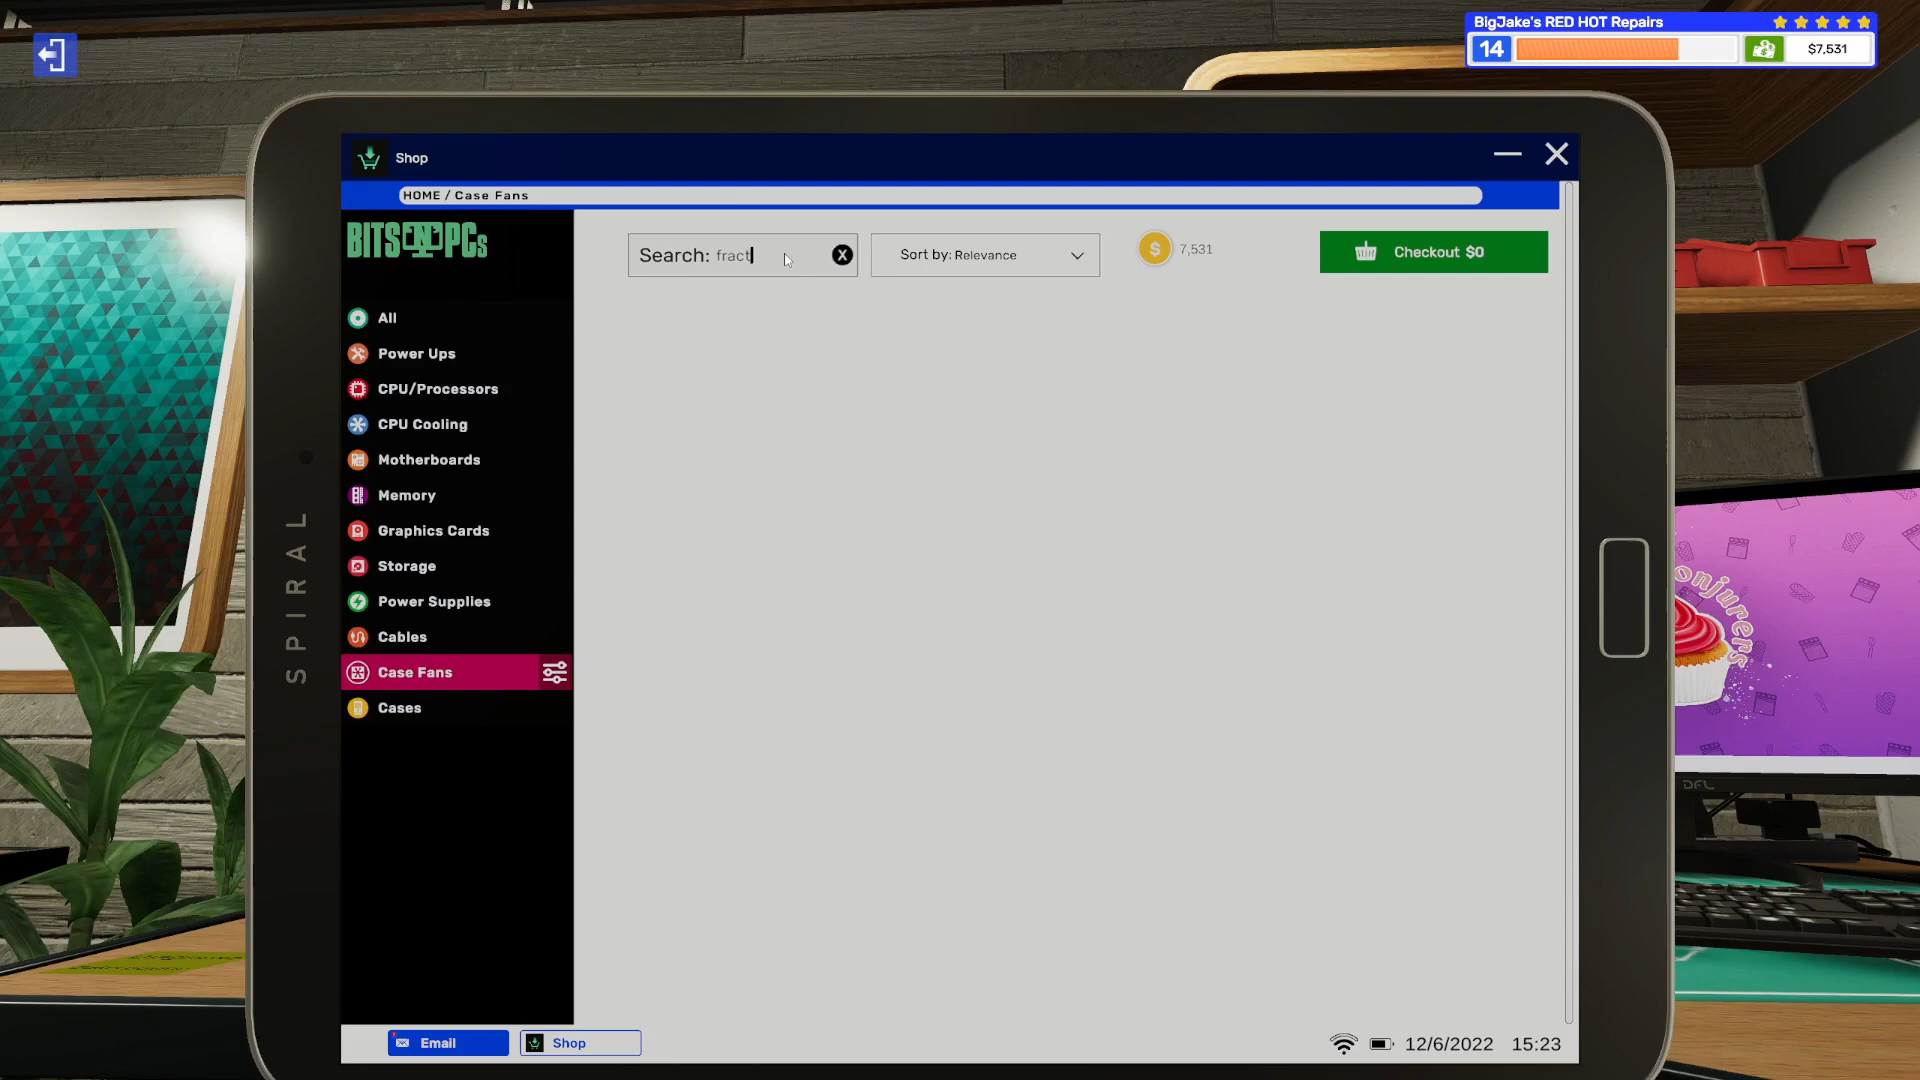 BigJake's RED HOT Repairs
14
$7,531
Shop
HOME / Case Fans
BITS PCs
Search: fract
X
Sort by: Relevance
$ 7,531
Checkout $0
All
Power Ups
CPU/Processors
CPU Cooling
Motherboards
Memory
Graphics Cards
Storage
Power Supplies
Cables
Case Fans
Cases
SPIRAL
onjurers
DFL
Email
Shop
12/6/2022 15:23